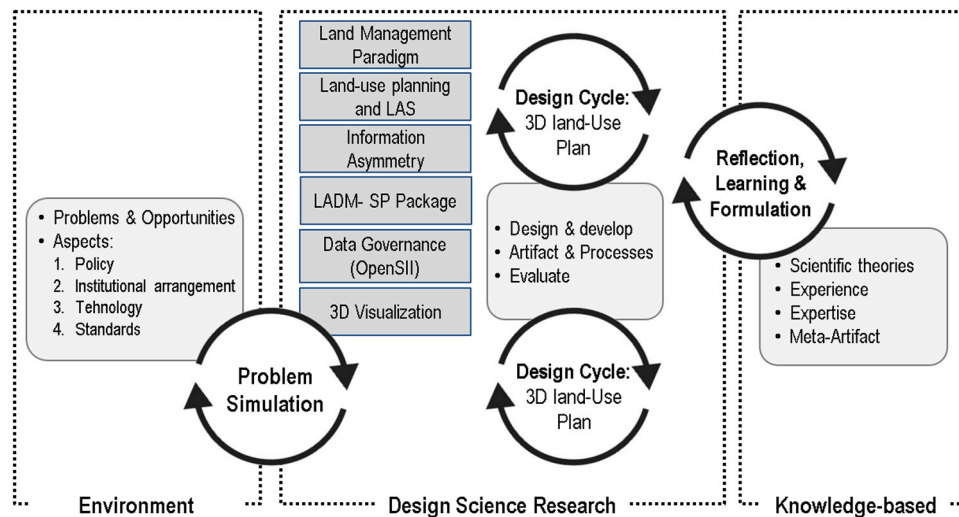 • Problems & Opportunities
• Aspects:
1. Policy
2. Institutional arrangement
3. Tehnology
4. Standards
Problem
Simulation
Environment
Land Management
Paradigm
Land-use planning
and LAS
Information
Asymmetry
LADM- SP Package
Data Governance
(OpenSII)
3D Visualization
Design Cycle:
3D land-Use
Plan
• Design & develop
• Artifact & Processes
• Evaluate
Design Cycle:
3D land-Use
Plan
Design Science Research
Reflection,
Learning &
Formulation
• Scientific theories
• Experience
• Expertise
• Meta-Artifact
Knowledge-based